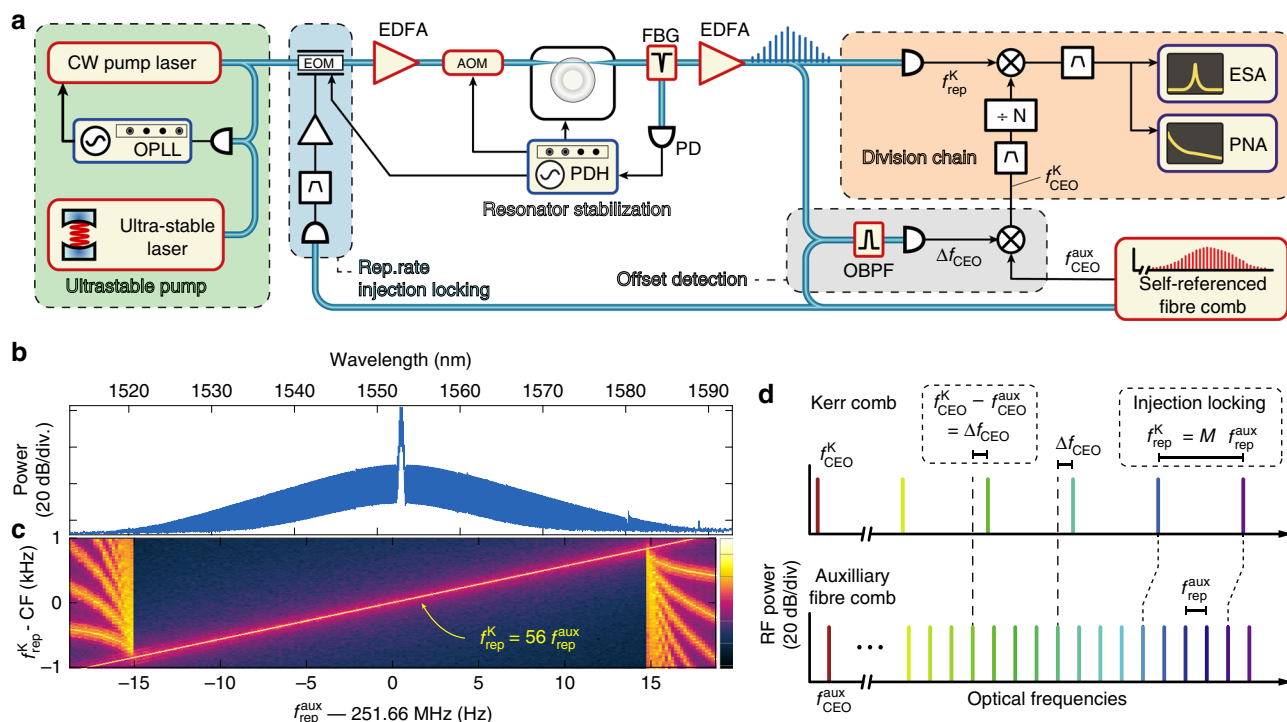 a
CW pump laser
OPLL
Ultra-stable
laser
Ultrastable pump
EOM
EDFA
AOM
FBG
EDFA
PD
PDH
Resonator stabilization
Rep.rate
injection locking
f_rep^K
÷ N
Division chain
f_CEO^K
ESA
PNA
OBPF
Δf_CEO
Offset detection
f_CEO^aux
Self-referenced
fibre comb
b
Wavelength (nm)
1520 1530 1540 1550 1560 1570 1580 1590
Power
(20 dB/div.)
c
f_rep^K - CF (kHz)
1
0
−1
f_rep^K = 56 f_rep^aux
−15 −10 −5 0 5 10 15
f_rep^aux — 251.66 MHz (Hz)
RF power
(20 dB/div)
d
Kerr comb
f_CEO^K − f_CEO^aux
= Δf_CEO
Δf_CEO
Injection locking
f_rep^K = M f_rep^aux
f_CEO^K
Auxilliary
fibre comb
f_rep^aux
f_CEO^aux
Optical frequencies